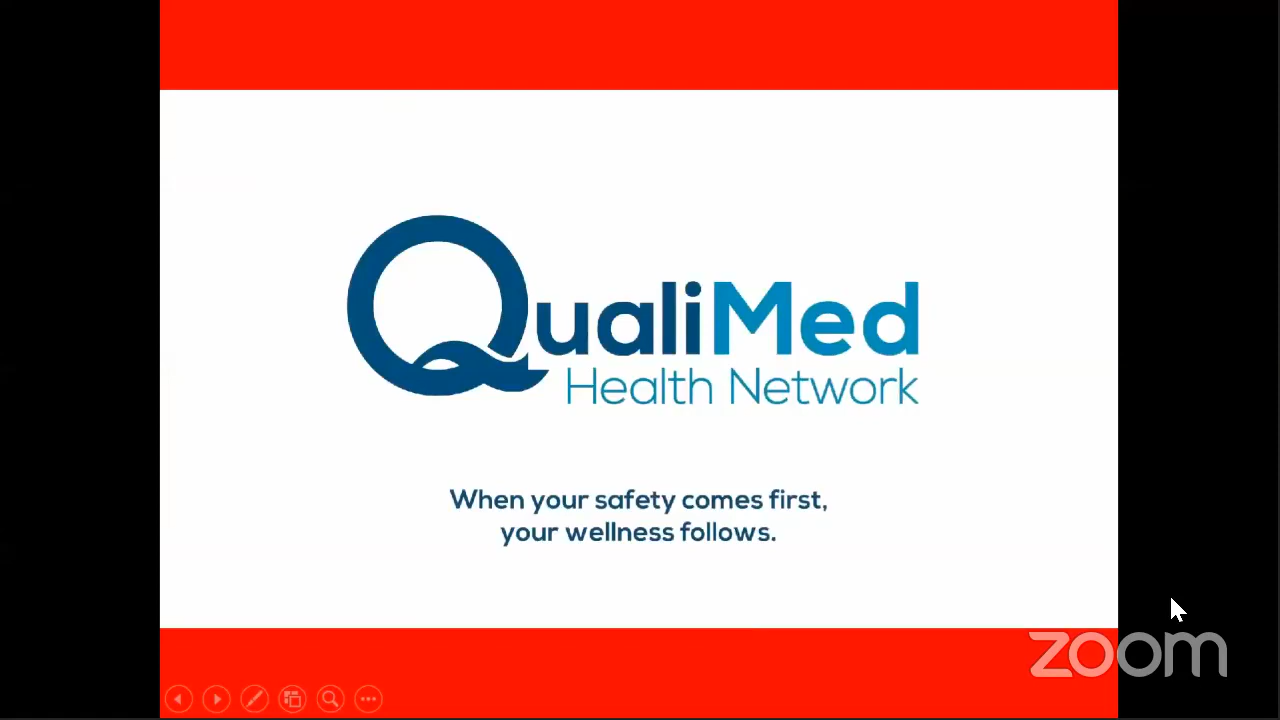 QualiMed
Health Network
When your safety comes first,
your wellness follows.
zoom